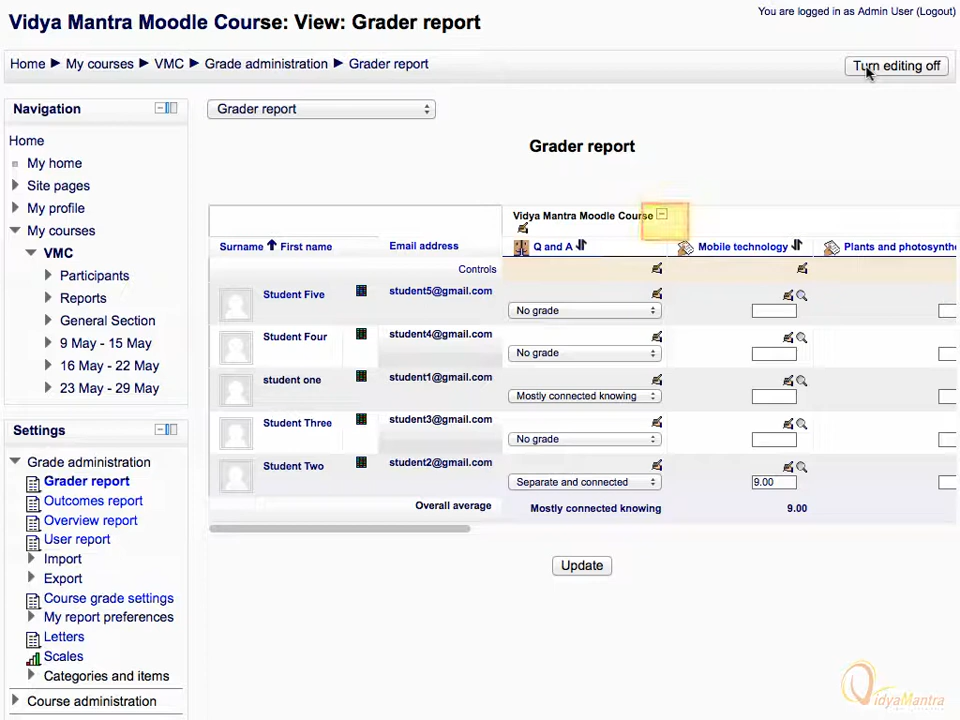 Vidya Mantra Moodle Course: View: Grader report
You are logged in as Admin User (Logout)
Home ► My courses ► VMC ► Grade administration ► Grader report
Turn editing off
Navigation
Home
My home
Site pages
My profile
My courses
VMC
Participants
Reports
General Section
9 May - 15 May
16 May - 22 May
23 May - 29 May
Settings
Grade administration
Grader report
Outcomes report
Overview report
User report
Import
Export
Course grade settings
My report preferences
Letters
Scales
Categories and items
Course administration
Grader report
Grader report
Vidya Mantra Moodle Course
Surname First name Email address Q and A Mobile technology Plants and photosynthe
Controls
Student Five student5@gmail.com No grade
Student Four student4@gmail.com No grade
student one student1@gmail.com Mostly connected knowing
Student Three student3@gmail.com No grade
Student Two student2@gmail.com Separate and connected 9.00
Overall average Mostly connected knowing 9.00
Update
VidyaMantra